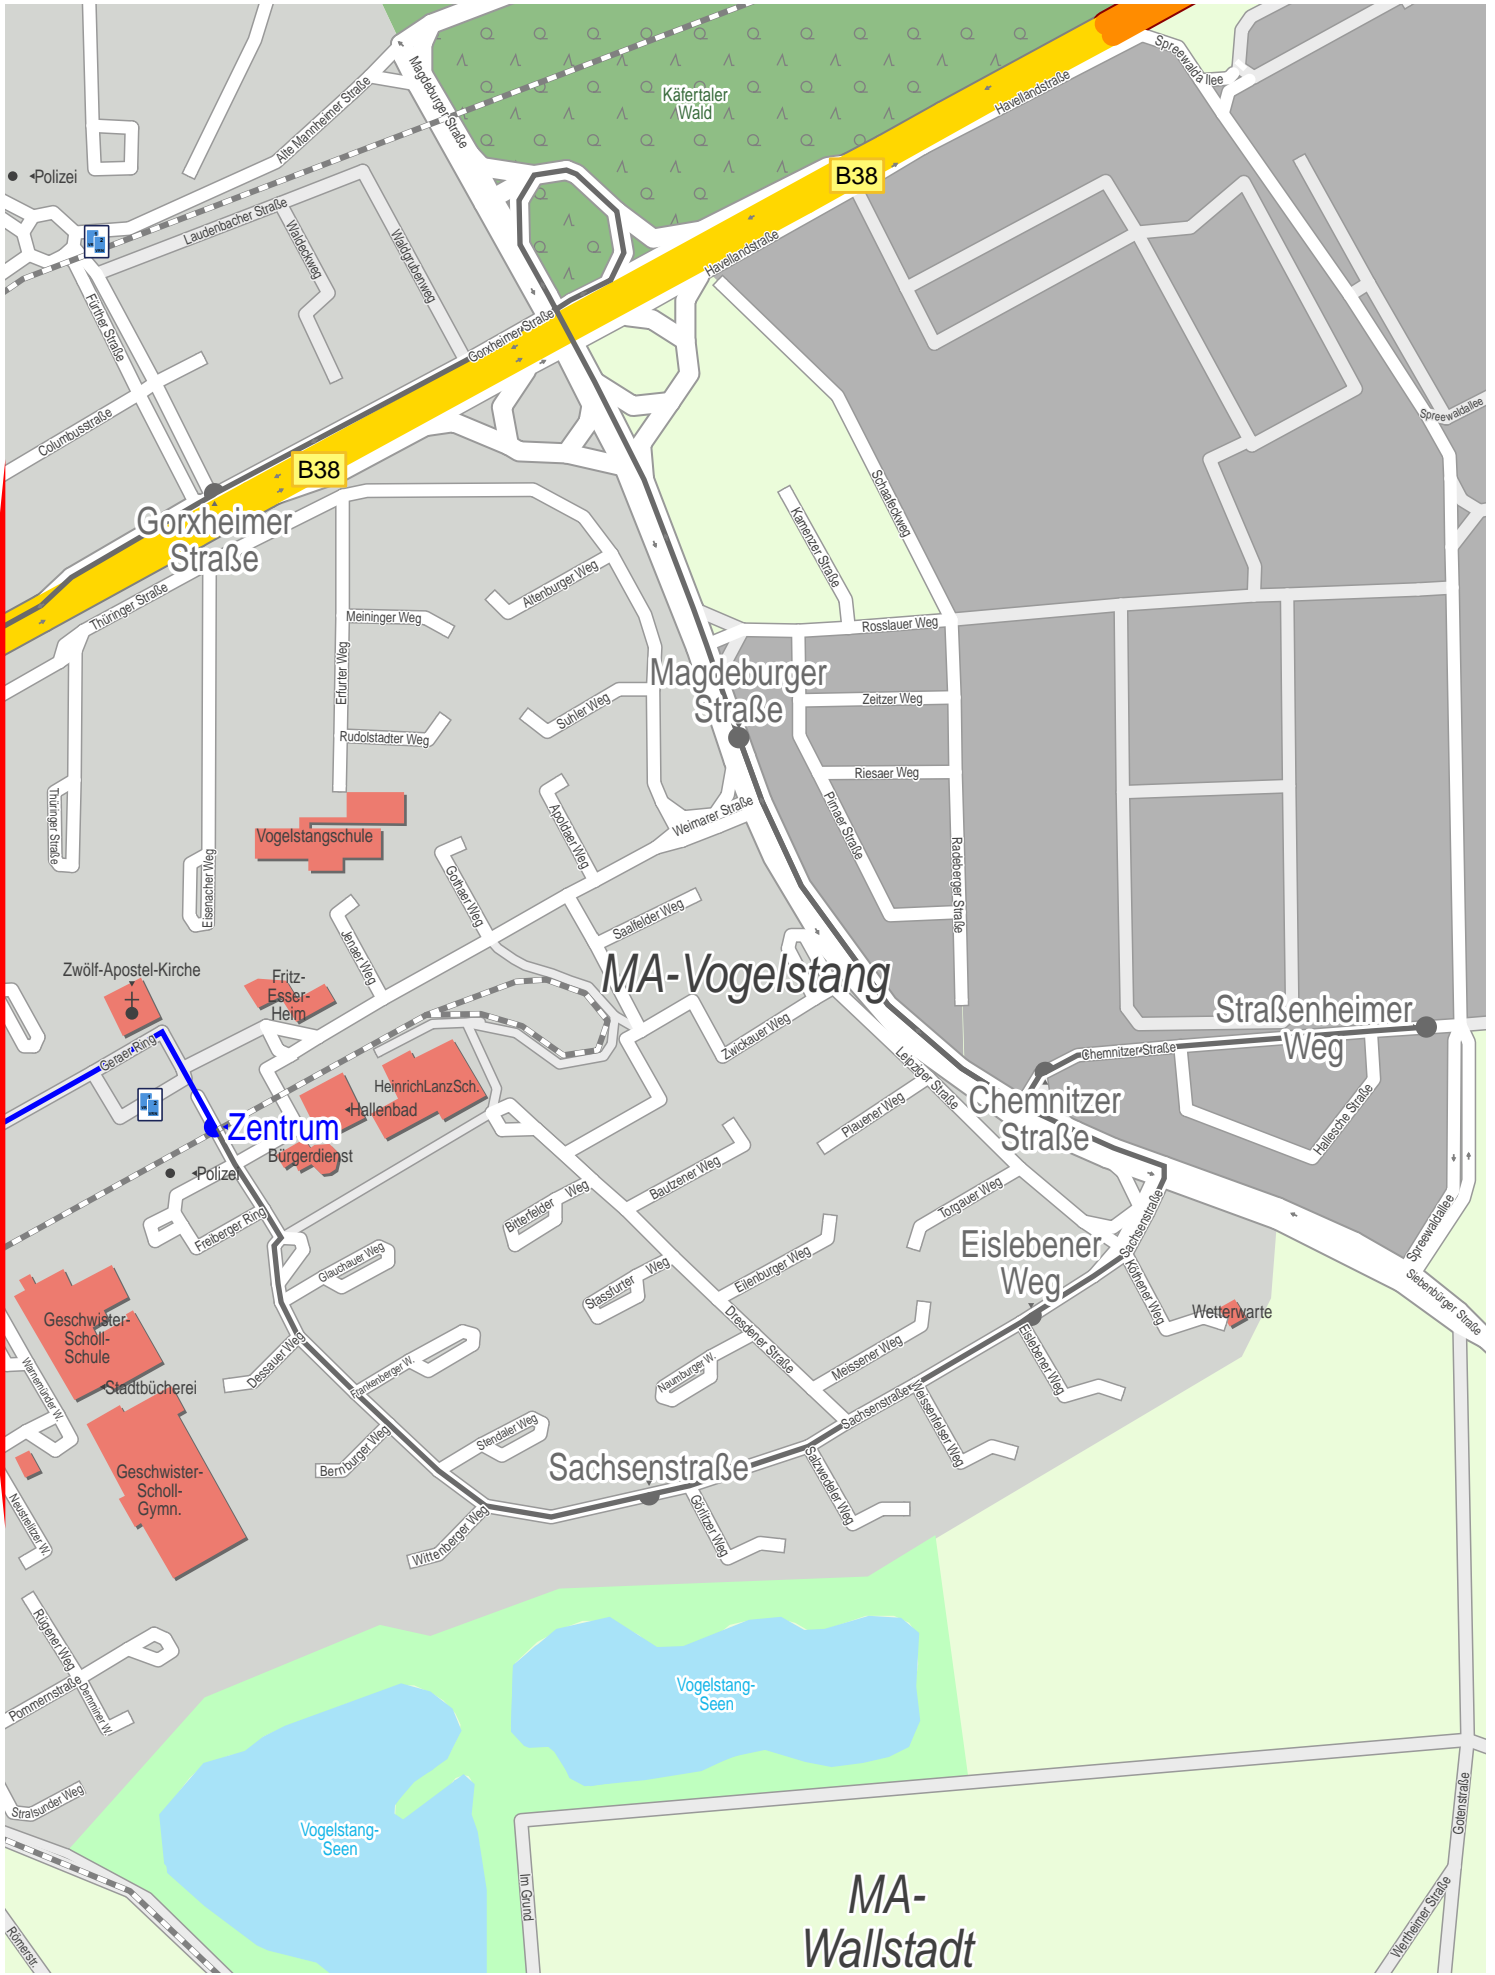 Spreewaldallee
Magdeburger Straße
Havellandstraße
Käfertaler
Wald
Alte Mannheimer Straße
Polizei
B38
Laudenbacher Straße
Waldeckweg
Waldgrubenweg
Havellandstraße
Fürther Straße
Gorxheimer Straße
Columbusstraße
Spreewaldallee
B38
Schaafeckweg
Gorxheimer
Straße
Kamenzer Straße
Altenburger Weg
Thüringer Straße
Meininger Weg
Rosslauer Weg
Erfurter Weg
Magdeburger
Straße
Zeitzer Weg
Suhler Weg
Rudolstadter Weg
Riesaer Weg
Thüringer Straße
Apoldaer Weg
Weimarer Straße
Pirnaer Straße
Vogelstangschule
Radeberger Straße
Eisenacher Weg
Gothaer Weg
Saalfelder Weg
Jenaer Weg
Zwölf-Apostel-Kirche
MA-Vogelstang
Fritz-
Esser-
Heim
Straßenheimer
Weg
Zwickauer Weg
Geraer Ring
Chemnitzer Straße
Leipziger Straße
HeinrichLanzSch.
Hallenbad
Chemnitzer
Straße
Plauener Weg
Hallesche Straße
Zentrum
Bürgerdienst
Polizei
Bautzener Weg
Bitterfelder Weg
Torgauer Weg
Freiberger Ring
Sachsenstraße
Spreewaldallee
Eislebener
Weg
Glauchauer Weg
Eilenburger Weg
Stassfurter Weg
Köthener Weg
Siebenbürger Straße
Geschwister-
Scholl-
Schule
Wetterwarte
Dresdener Straße
Eislebener Weg
Dessauer Weg
Meissener Weg
Warnemünder W.
Frankenberger W.
Naumburger W.
Stadtbücherei
Sachsenstraße
Weissenfelser Weg
Stendaler Weg
Bernburger Weg
Sachsenstraße
Salzwedeler Weg
Geschwister-
Scholl-
Gymn.
Görlitzer Weg
Neustrelitzer W.
Wittenberger Weg
Rügener Weg
Pommernstraße
Demminer W.
Vogelstang-
Seen
Stralsunder Weg
Vogelstang-
Seen
Gotenstraße
Im Grund
MA-
Wallstadt
Wertheimer Straße
Römerstr.